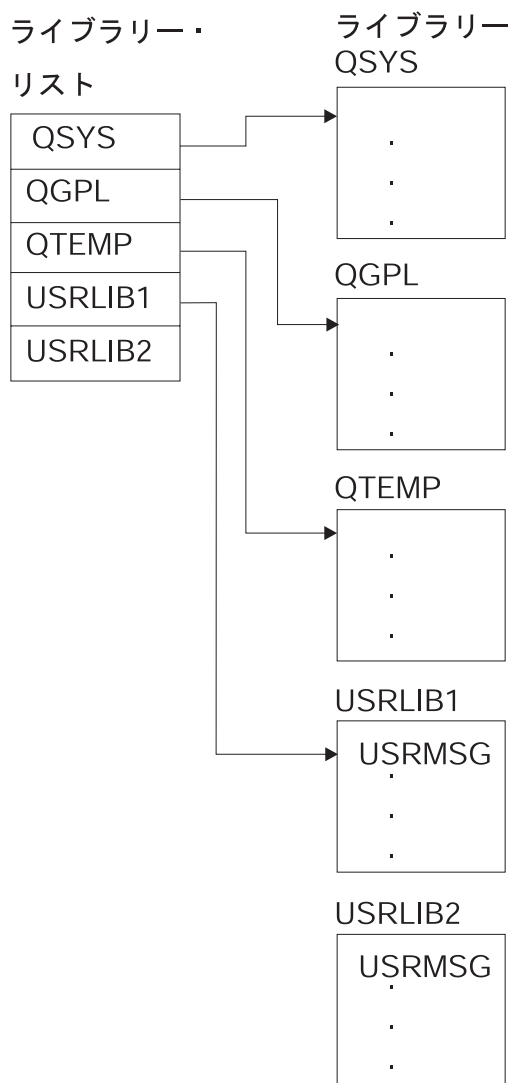 ライブラリー・
リスト
QSYS
QGPL
QTEMP
USRLIB1
USRLIB2
ライブラリー
QSYS
.
.
.
QGPL
.
.
.
QTEMP
.
.
.
USRLIB1
USRMSG
.
.
.
USRLIB2
USRMSG
.
.
.